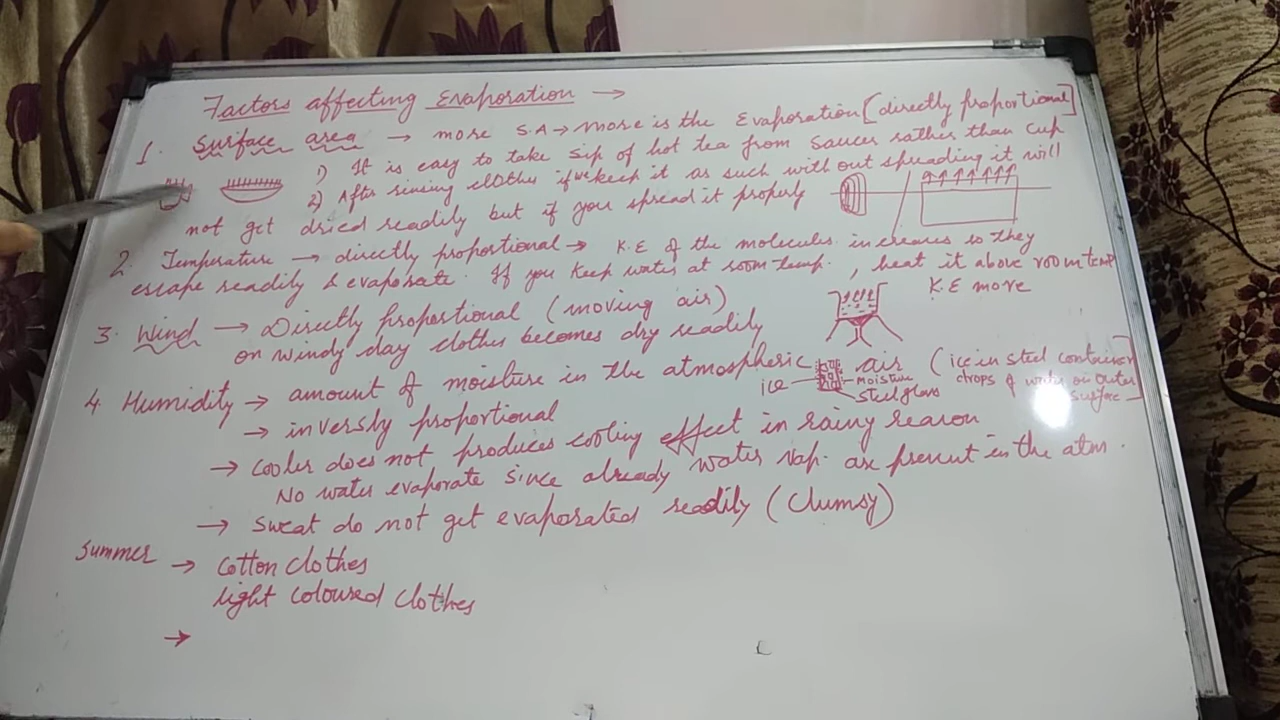 Factors affecting Evaporation →
1. Surface area → more S.A → More is the Evaporation [directly proportional]
1) It is easy to take sip of hot tea from Saucer rather than cup
2) After rinsing clothes if we keep it as such with out spreading it will
not get dried readily but if you spread it properly
2. Temperature → directly proportional → K.E of the molecules increases so they
escape readily & evaporate. If you keep water at room temp., heat it above room temp
K.E more
3. Wind → Directly proportional (moving air)
on windy day clothes becomes dry readily
4. Humidity → amount of moisture in the atmospheric air (ice in steel container
drops of water on outer
surface
ice
moisture
steel glass
→ inversly proportional
→ cooler does not produces cooling effect in rainy season
No water evaporate since already water vap. are present in the atm.
→ sweat do not get evaporated readily (Clumsy)
Summer → Cotton clothes
light coloured clothes
→